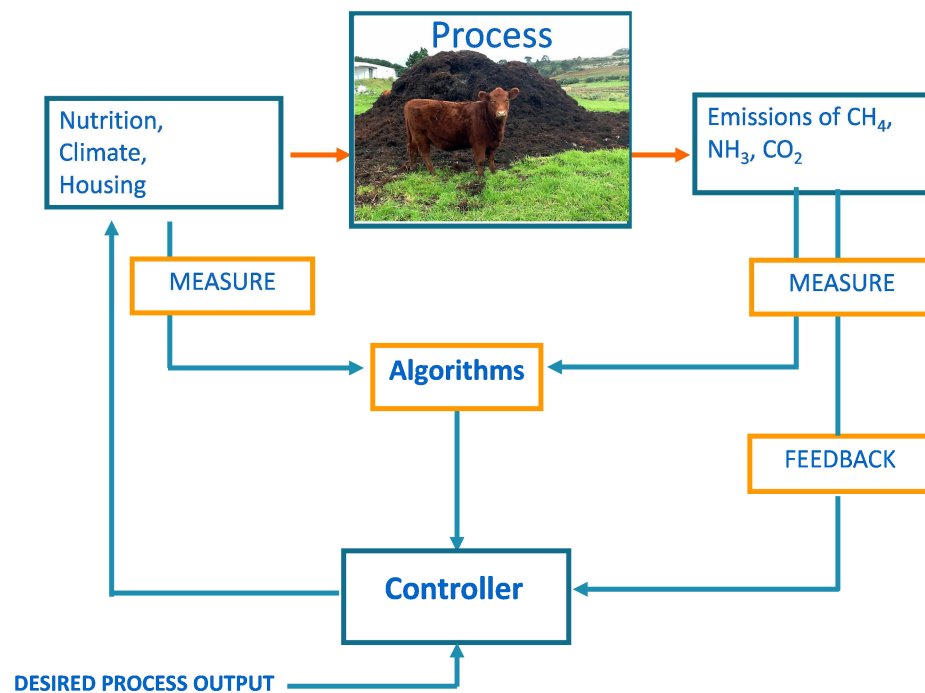 Process
Nutrition,
Climate,
Housing
Emissions of CH₄,
NH₃, CO₂
MEASURE
MEASURE
Algorithms
FEEDBACK
Controller
DESIRED PROCESS OUTPUT